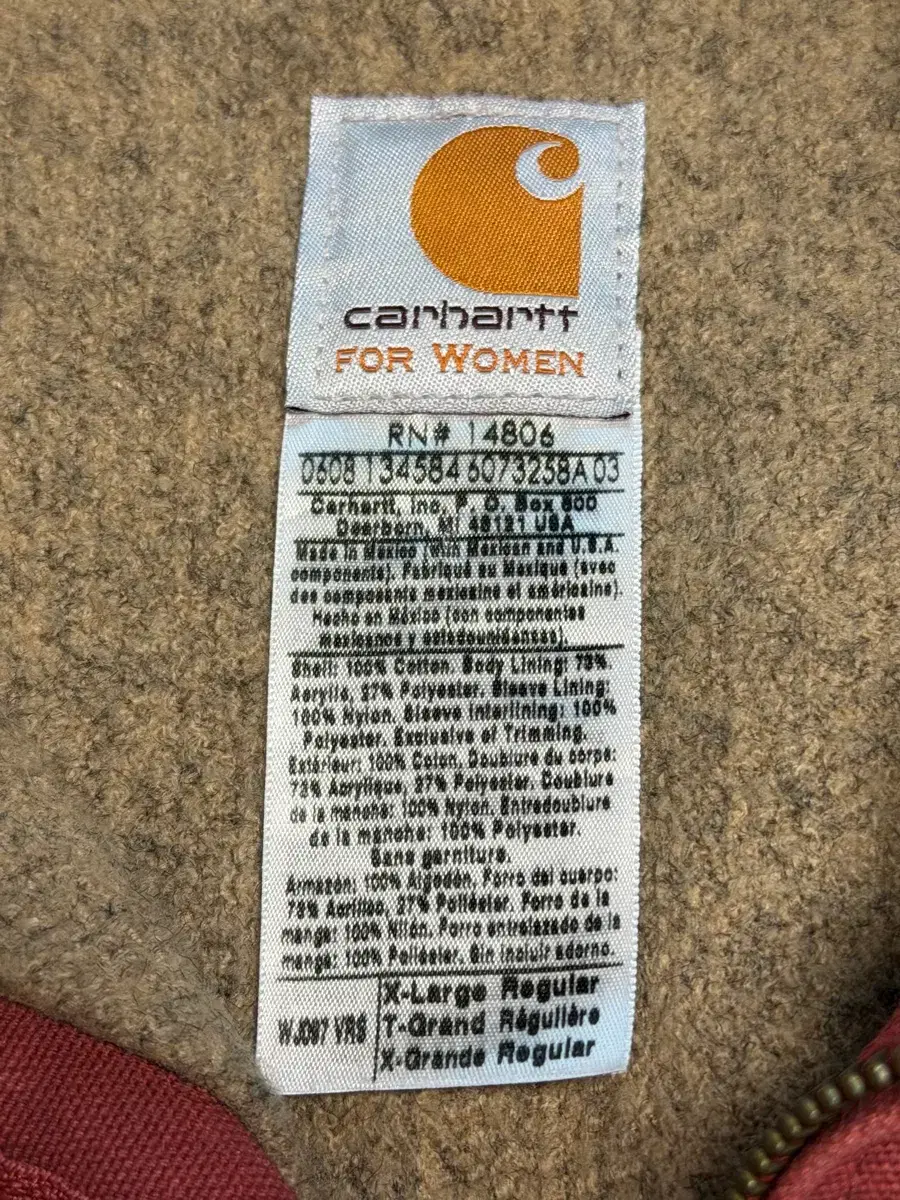 carhartt
FOR WOMEN
RN# 14806
0608 134584 6073258A 03
Carhartt, Inc. P. O. Box 600
Dearborn, MI 48121 USA
Made in Mexico (with Mexican and U.S.A.
components). Fabriqué au Mexique (avec
des composants mexicains et américains).
Hecho en México (con componentes
mexicanos y estadounidenses).
Shell: 100% Cotton. Body Lining: 73%
Acrylic, 27% Polyester. Sleeve Lining:
100% Nylon. Sleeve Interlining: 100%
Polyester. Exclusive of Trimming.
Extérieur: 100% Coton. Doublure du corps:
73% Acrylique, 27% Polyester. Doublure
de la manche: 100% Nylon. Entredoublure
de la manche: 100% Polyester.
Sans garniture.
Armazón: 100% Algodón. Forro del cuerpo:
73% Acrílico, 27% Poliéster. Forro de la
manga: 100% Nilón. Forro entrelazado de la
manga: 100% Poliéster. Sin incluir adorno.
WJ097 VRS
X-Large Regular
T-Grand Régulière
X-Grande Regular